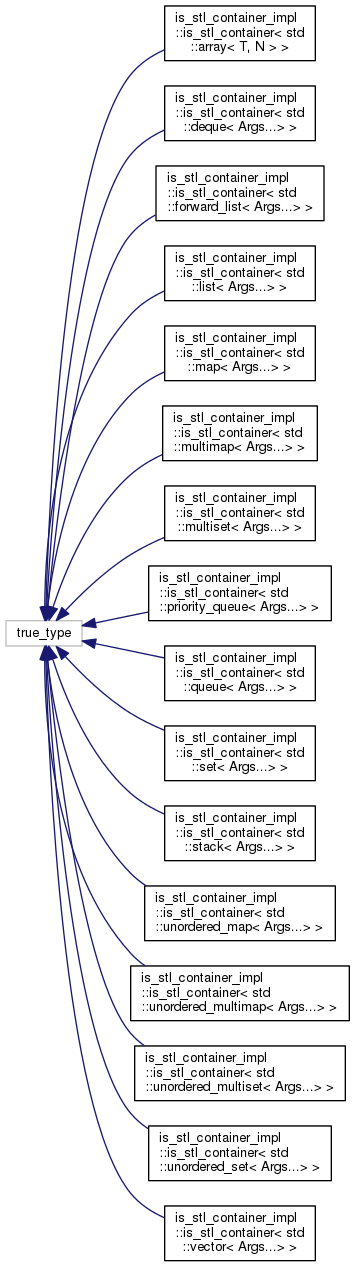 is_stl_container_impl
::is_stl_container< std
::array< T, N > >
is_stl_container_impl
::is_stl_container< std
::deque< Args...> >
is_stl_container_impl
::is_stl_container< std
::forward_list< Args...> >
is_stl_container_impl
::is_stl_container< std
::list< Args...> >
is_stl_container_impl
::is_stl_container< std
::map< Args...> >
is_stl_container_impl
::is_stl_container< std
::multimap< Args...> >
is_stl_container_impl
::is_stl_container< std
::multiset< Args...> >
is_stl_container_impl
::is_stl_container< std
::priority_queue< Args...> >
true_type
is_stl_container_impl
::is_stl_container< std
::queue< Args...> >
is_stl_container_impl
::is_stl_container< std
::set< Args...> >
is_stl_container_impl
::is_stl_container< std
::stack< Args...> >
is_stl_container_impl
::is_stl_container< std
::unordered_map< Args...> >
is_stl_container_impl
::is_stl_container< std
::unordered_multimap< Args...> >
is_stl_container_impl
::is_stl_container< std
::unordered_multiset< Args...> >
is_stl_container_impl
::is_stl_container< std
::unordered_set< Args...> >
is_stl_container_impl
::is_stl_container< std
::vector< Args...> >